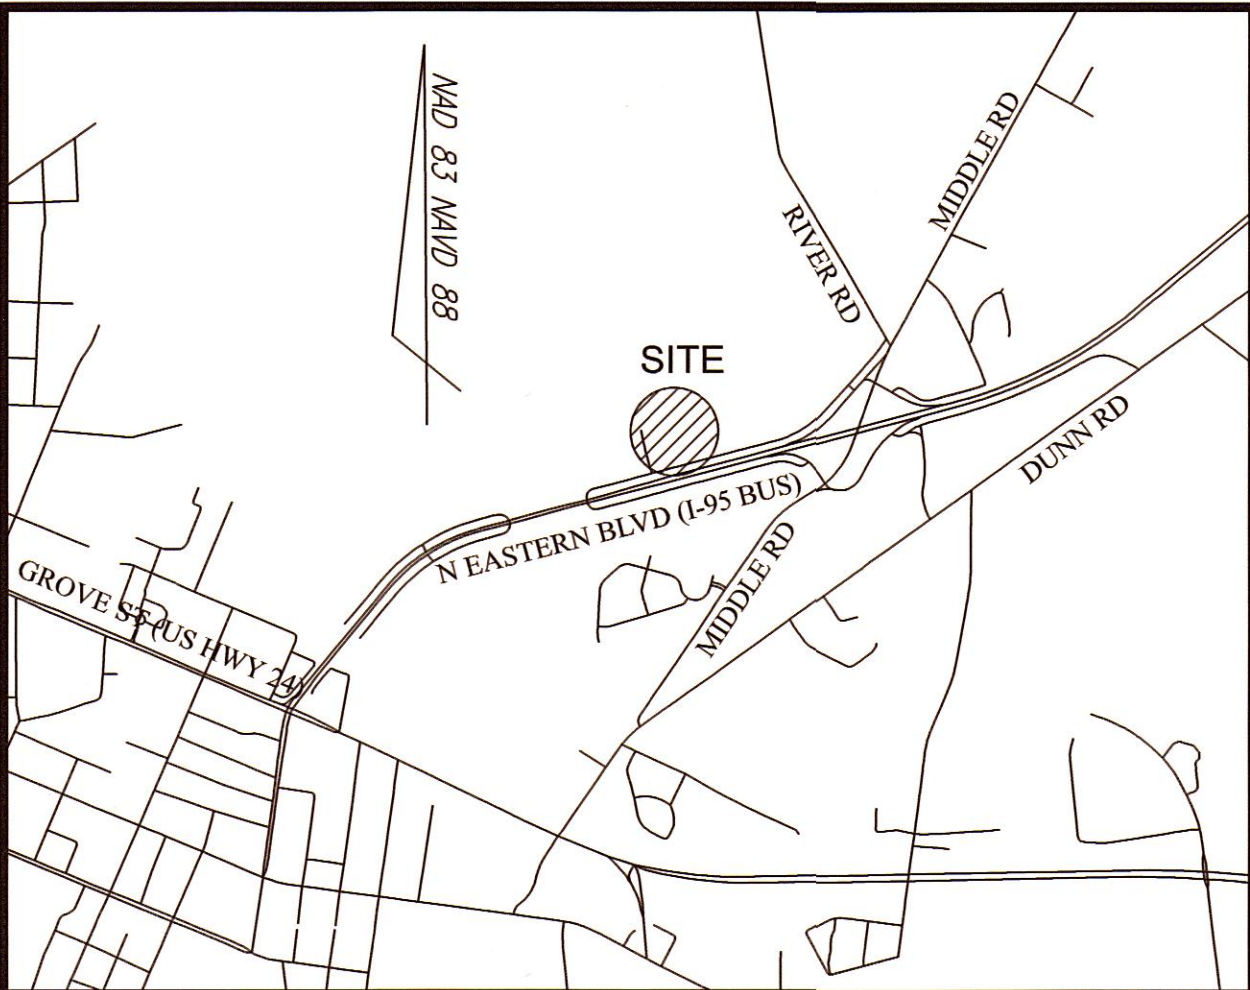 NAD 83 NAVD 88
MIDDLE RD
RIVER RD
SITE
DUNN RD
N EASTERN BLVD (I-95 BUS)
MIDDLE RD
GROVE ST (US HWY 24)